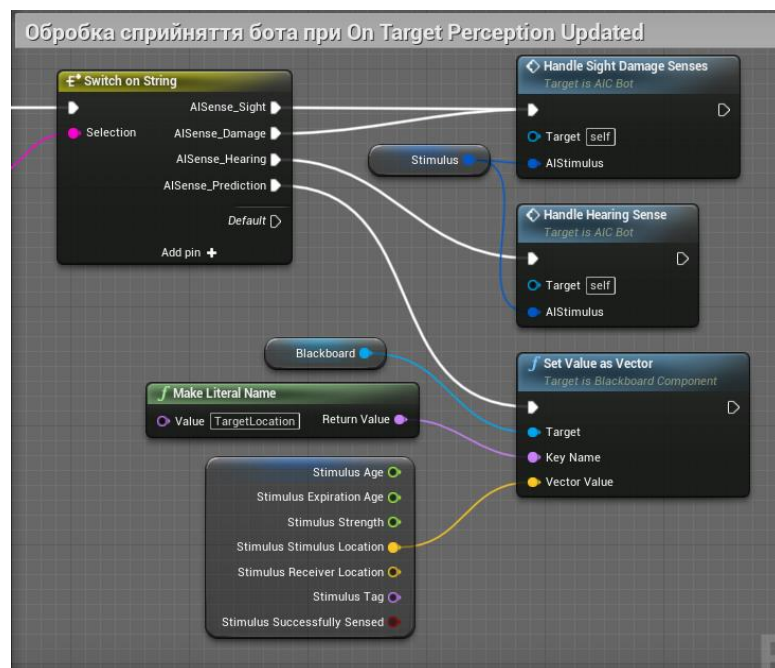 Обробка сприйняття бота при On Target Perception Updated
Switch on String
Selection
AISense_Sight
AISense_Damage
AISense_Hearing
AISense_Prediction
Default
Add pin +
Stimulus
Handle Sight Damage Senses
Target is AIC Bot
Target self
AIStimulus
Handle Hearing Sense
Target is AIC Bot
Target self
AIStimulus
Blackboard
Make Literal Name
Value TargetLocation Return Value
Set Value as Vector
Target is Blackboard Component
Target
Key Name
Vector Value
Stimulus Age
Stimulus Expiration Age
Stimulus Strength
Stimulus Stimulus Location
Stimulus Receiver Location
Stimulus Tag
Stimulus Successfully Sensed